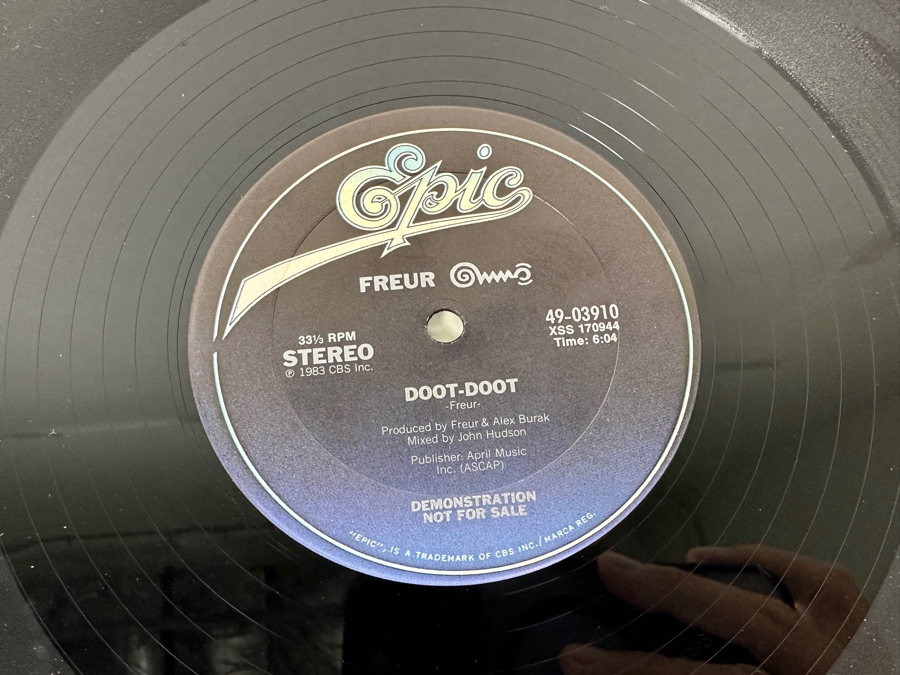 Epic
FREUR
33⅓ RPM
STEREO
℗ 1983 CBS Inc.
49-03910
XSS 170944
Time: 6:04
DOOT-DOOT
-Freur-
Produced by Freur & Alex Burak
Mixed by John Hudson
Publisher: April Music
Inc. (ASCAP)
DEMONSTRATION
NOT FOR SALE
"EPIC", IS A TRADEMARK OF CBS INC./MARCA REG.